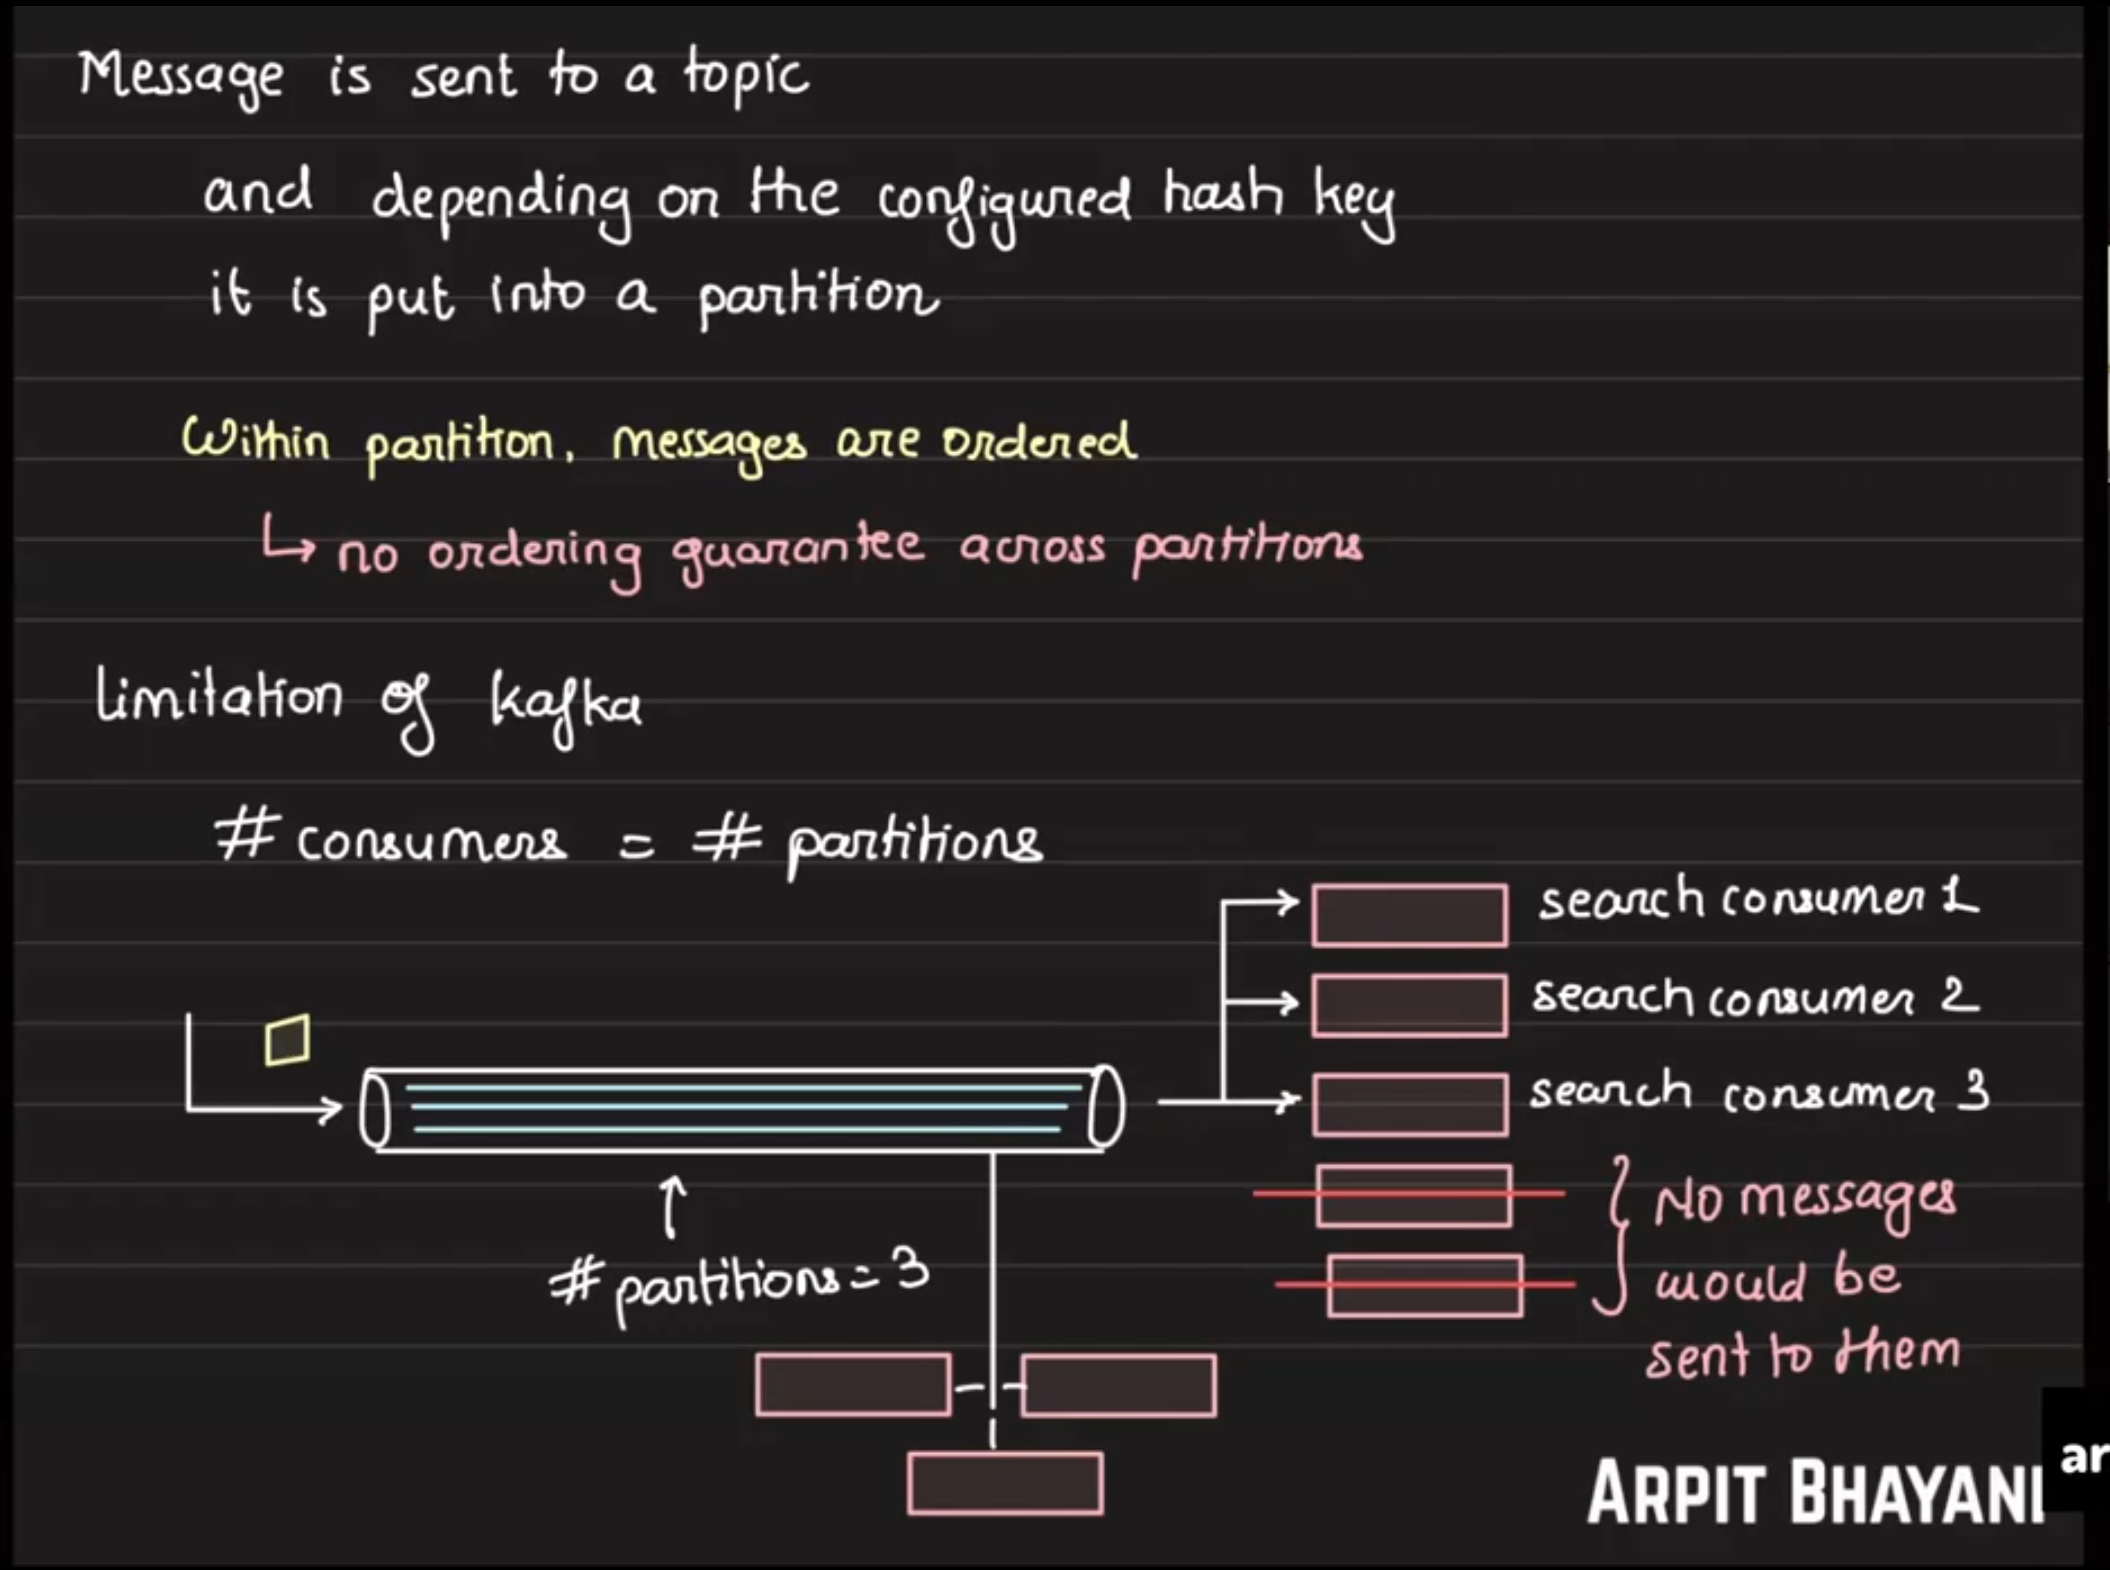 Message is sent to a topic
and depending on the configured hash key
it is put into a partition
Within partition, messages are ordered
↳ no ordering guarantee across partitions
Limitation of kafka
# consumers = # partitions
search consumer 1
search consumer 2
search consumer 3
No messages
would be
sent to them
# partitions = 3
ARPIT BHAYANI
ar